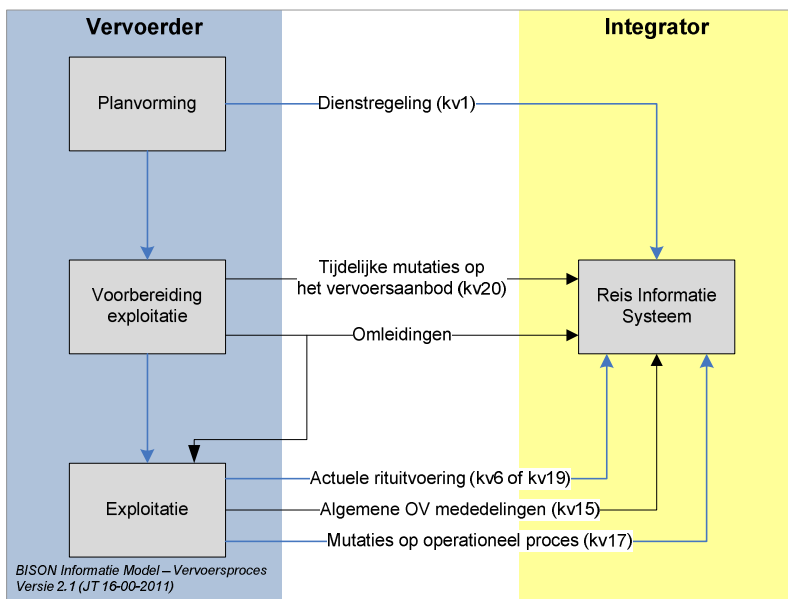 Vervoerder
Integrator
Planvorming
Dienstregeling (kv1)
Voorbereiding
exploitatie
Tijdelijke mutaties op
het vervoersaanbod (kv20)
Reis Informatie
Systeem
Omleidingen
Exploitatie
Actuele rituitvoering (kv6 of kv19)
Algemene OV mededelingen (kv15)
Mutaties op operationeel proces (kv17)
BISON Informatie Model – Vervoersproces
Versie 2.1 (JT 16-00-2011)